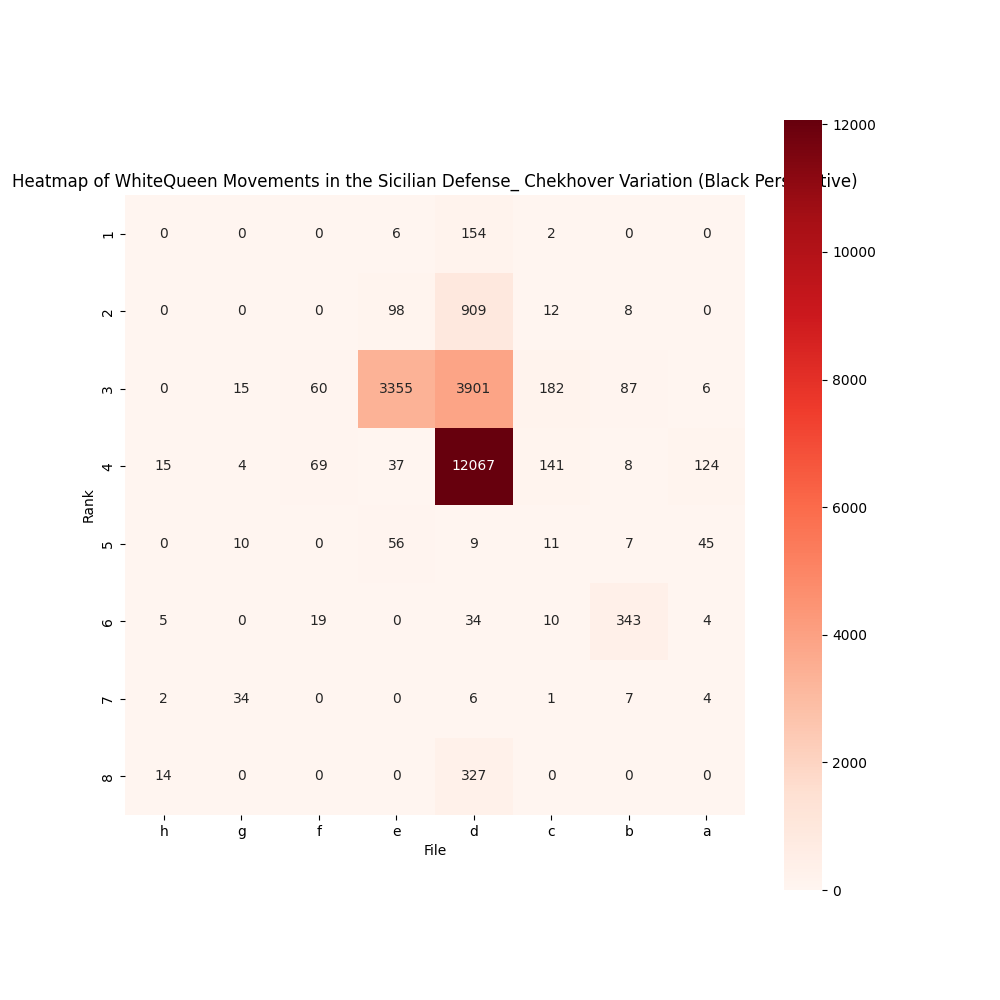 Heatmap of WhiteQueen Movements in the Sicilian Defense_ Chekhover Variation (Black Perspective)
12000
10000
8000
6000
4000
2000
0
Rank
1 0 0 0 6 154 2 0 0
2 0 0 0 98 909 12 8 0
3 0 15 60 3355 3901 182 87 6
4 15 4 69 37 12067 141 8 124
5 0 10 0 56 9 11 7 45
6 5 0 19 0 34 10 343 4
7 2 34 0 0 6 1 7 4
8 14 0 0 0 327 0 0 0
h g f e d c b a
File